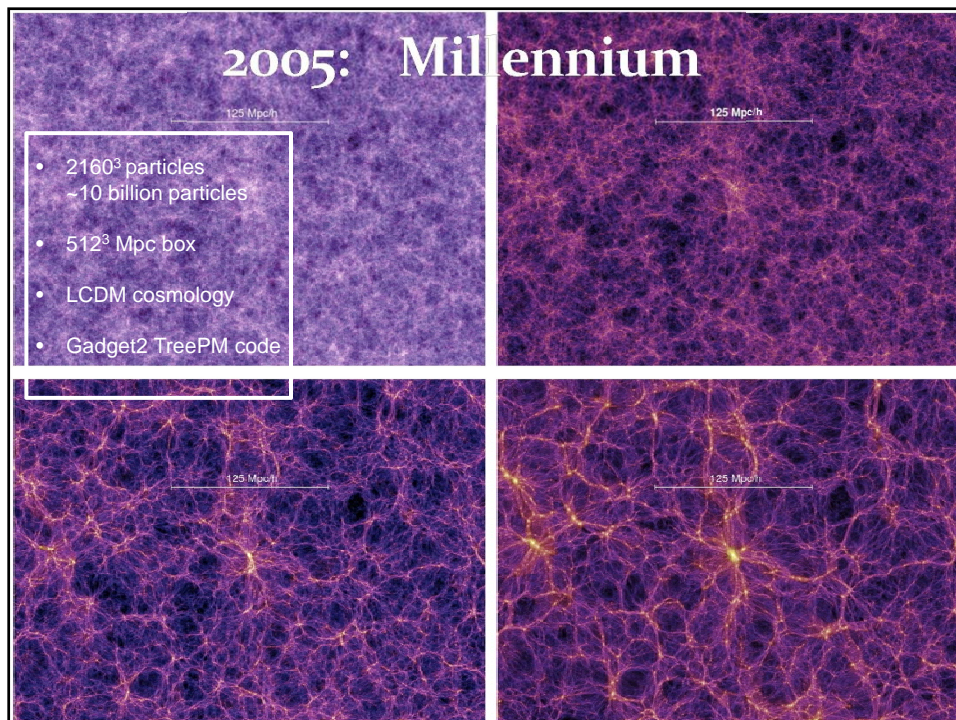 2005: Millennium
125 Mpc/h
125 Mpc/h
• 2160³ particles
~10 billion particles
• 512³ Mpc box
• LCDM cosmology
• Gadget2 TreePM code
125 Mpc/h
125 Mpc/h